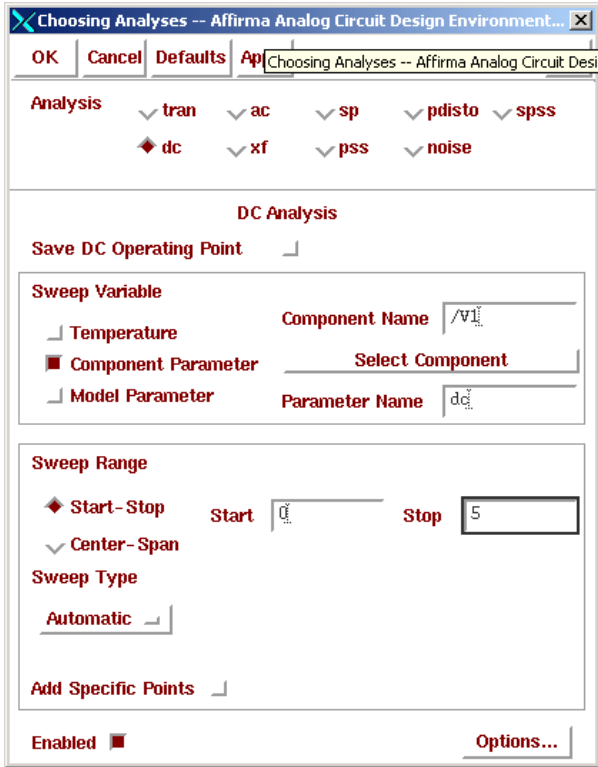 Choosing Analyses -- Affirma Analog Circuit Design Environment...
OK Cancel Defaults
Choosing Analyses -- Affirma Analog Circuit Desi
Analysis tran ac sp pdisto spss
dc xf pss noise
DC Analysis
Save DC Operating Point
Sweep Variable
Component Name /V1
Temperature
Component Parameter Select Component
Model Parameter Parameter Name dc
Sweep Range
Start-Stop Start 0 Stop 5
Center-Span
Sweep Type
Automatic
Add Specific Points
Enabled Options...